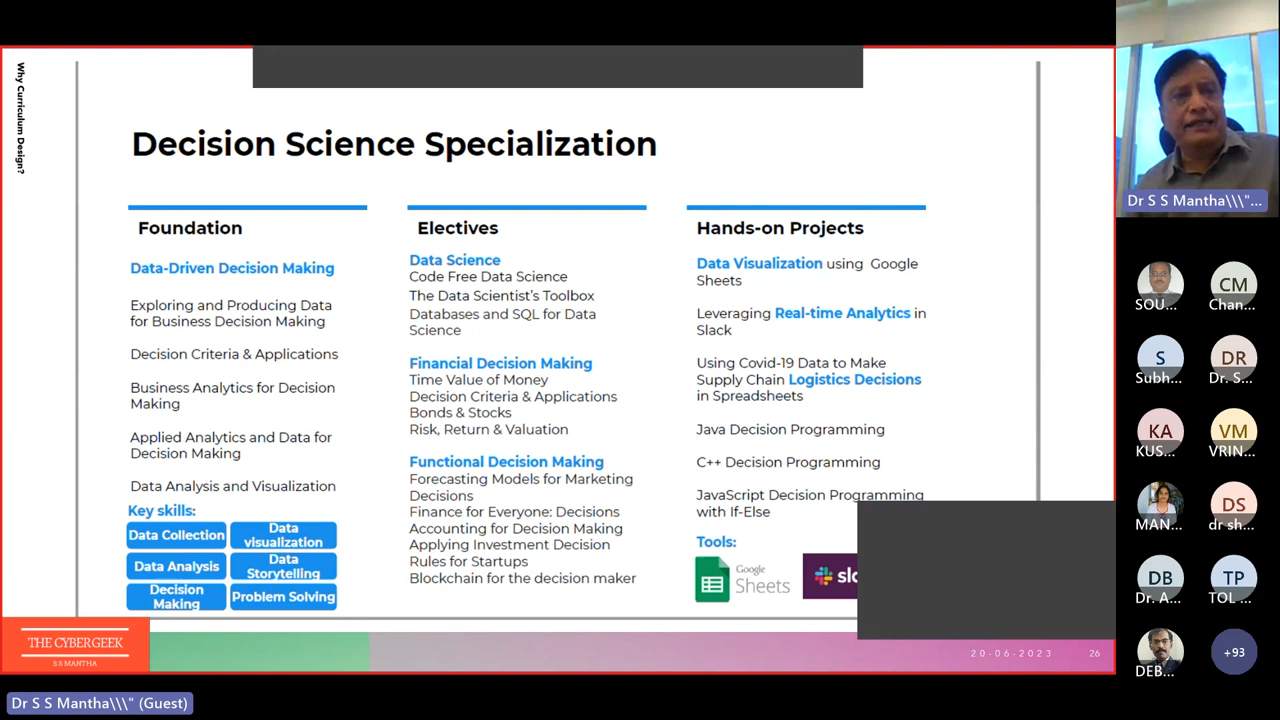 Why Curriculum Design?
Decision Science Specialization
Foundation
Data-Driven Decision Making
Exploring and Producing Data
for Business Decision Making
Decision Criteria & Applications
Business Analytics for Decision
Making
Applied Analytics and Data for
Decision Making
Data Analysis and Visualization
Key skills:
Data Collection
Data
visualization
Data Analysis
Data
Storytelling
Decision
Making
Problem Solving
Electives
Data Science
Code Free Data Science
The Data Scientist's Toolbox
Databases and SQL for Data
Science
Financial Decision Making
Time Value of Money
Decision Criteria & Applications
Bonds & Stocks
Risk, Return & Valuation
Functional Decision Making
Forecasting Models for Marketing
Decisions
Finance for Everyone: Decisions
Accounting for Decision Making
Applying Investment Decision
Rules for Startups
Blockchain for the decision maker
Hands-on Projects
Data Visualization using Google
Sheets
Leveraging Real-time Analytics in
Slack
Using Covid-19 Data to Make
Supply Chain Logistics Decisions
in Spreadsheets
Java Decision Programming
C++ Decision Programming
JavaScript Decision Programming
with If-Else
Tools:
Google
Sheets
slc
THE CYBERGEEK
S S MANTHA
20-06-2023
26
Dr S S Mantha\\\" (Guest)
Dr S S Mantha\\\"...
SOU...
CM
Chan...
S
Subh...
DR
Dr. S...
KA
KUS...
VM
VRIN...
MAN...
DS
dr sh...
DB
Dr. A...
TP
TOL ...
DEB...
+93